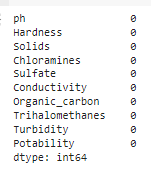 ph 0
Hardness 0
Solids 0
Chloramines 0
Sulfate 0
Conductivity 0
Organic_carbon 0
Trihalomethanes 0
Turbidity 0
Potability 0
dtype: int64